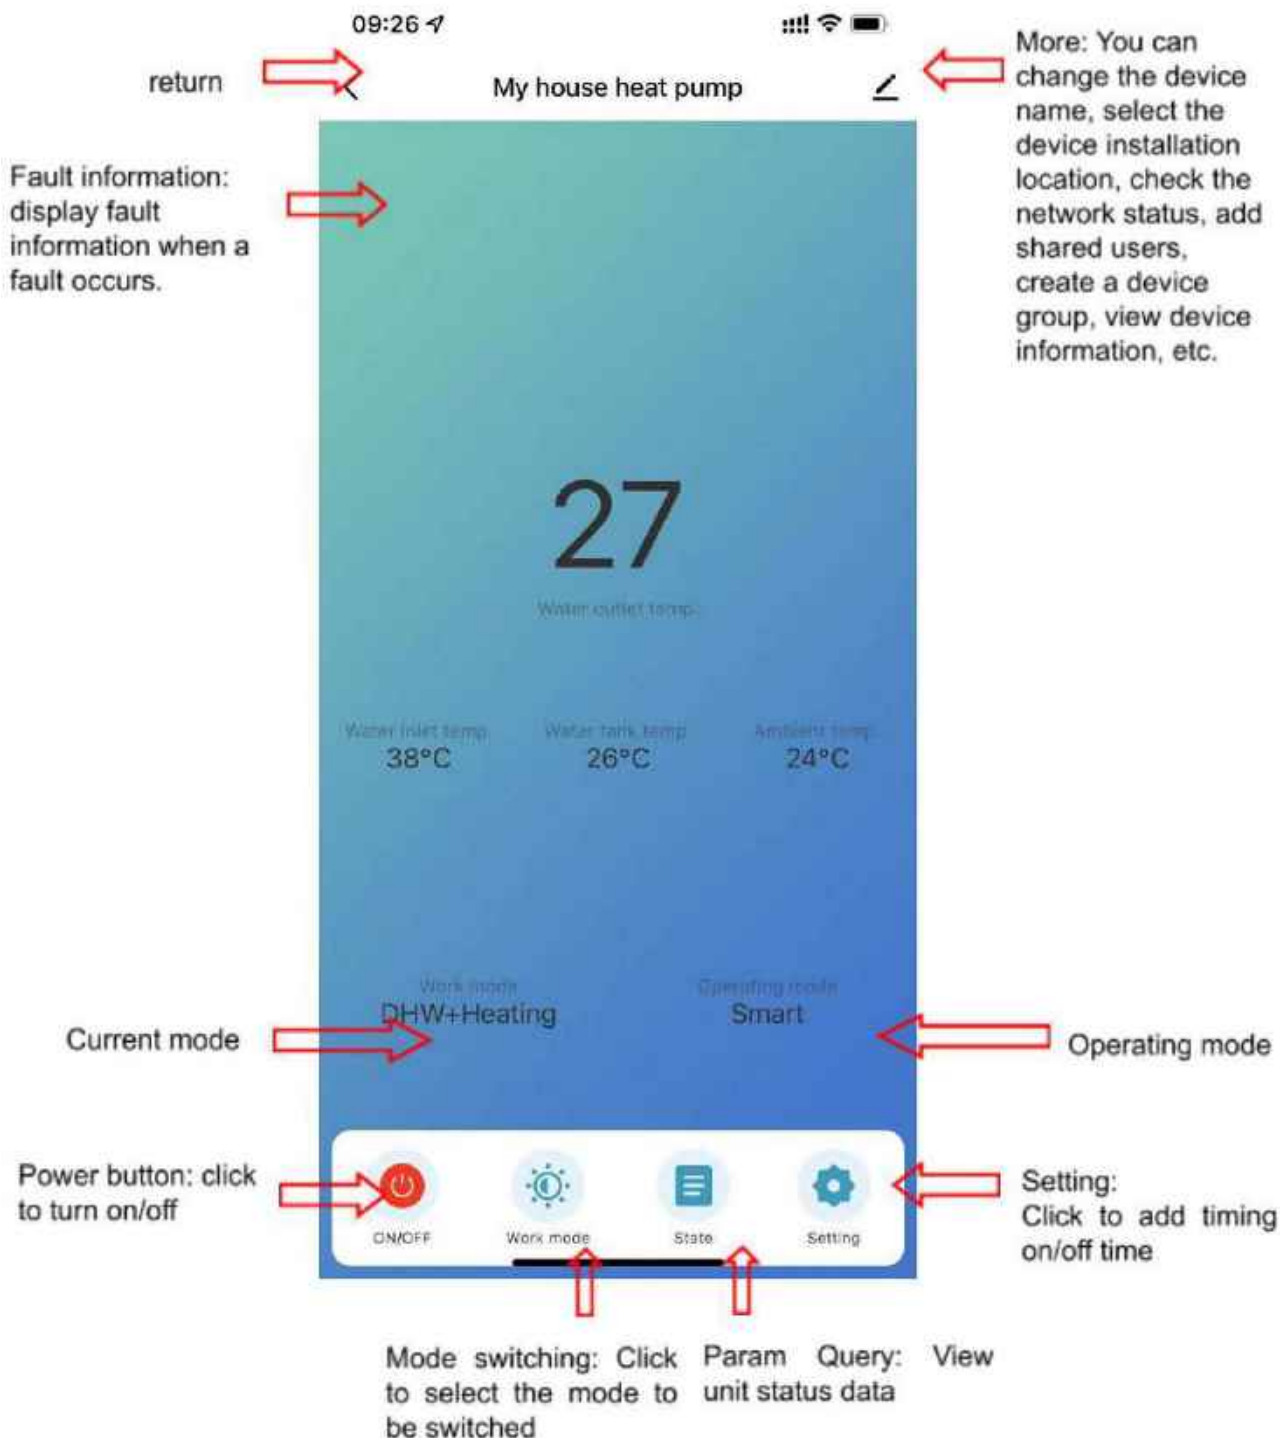 09:26
return
My house heat pump
More: You can
change the device
name, select the
device installation
location, check the
network status, add
shared users,
create a device
group, view device
information, etc.
Fault information:
display fault
information when a
fault occurs.
27
Water outlet temp.
Water inlet temp.
Water tank temp.
Ambient temp.
38°C
26°C
24°C
Work mode
Operating mode
DHW+Heating
Smart
Current mode
Operating mode
Power button: click
to turn on/off
ON/OFF
Work mode
State
Setting
Setting:
Click to add timing
on/off time
Mode switching: Click
to select the mode to
be switched
Param Query: View
unit status data